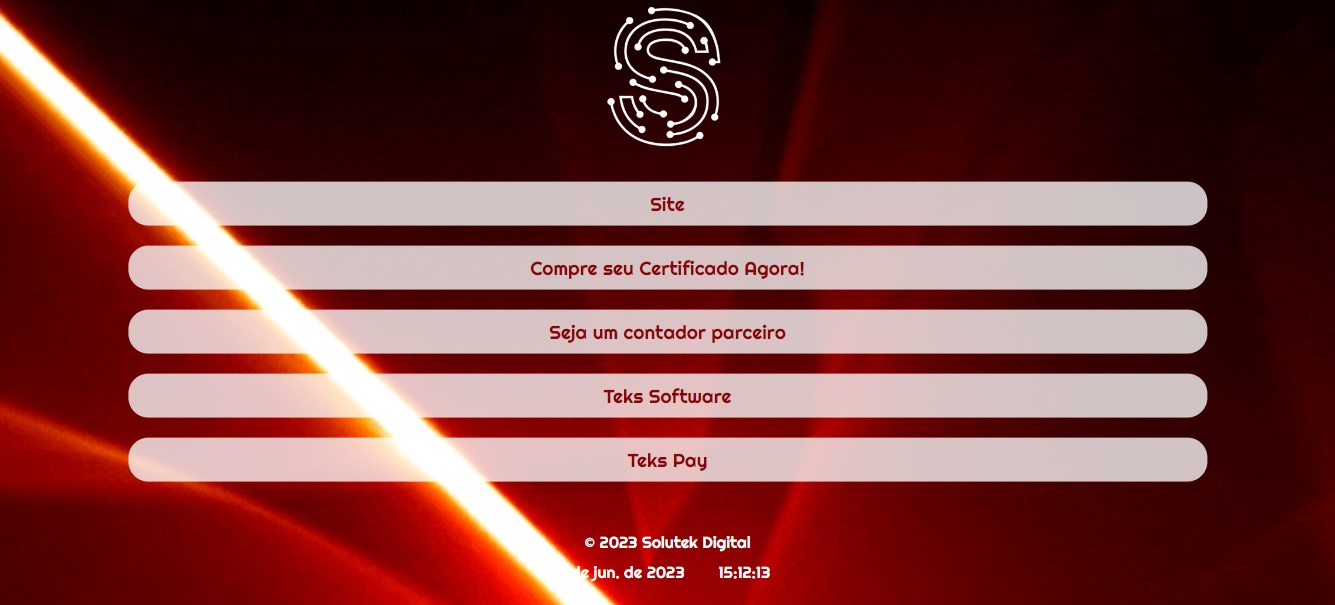 Site
Compre seu Certificado Agora!
Seja um contador parceiro
Teks Software
Teks Pay
© 2023 Solutek Digital
de jun. de 2023 15:12:13